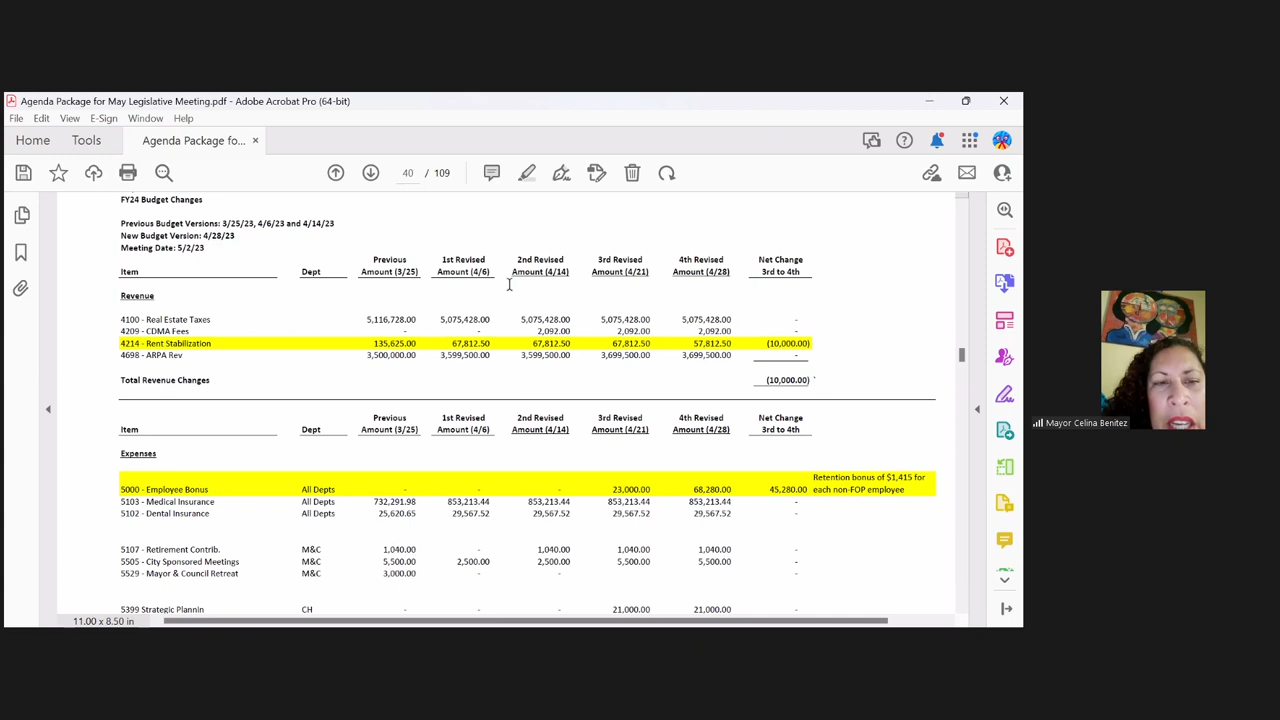 Agenda Package for May Legislative Meeting.pdf - Adobe Acrobat Pro (64-bit)
File Edit View E-Sign Window Help
Home Tools Agenda Package fo... ×
40 / 109
FY24 Budget Changes
Previous Budget Versions: 3/25/23, 4/6/23 and 4/14/23
New Budget Version: 4/28/23
Meeting Date: 5/2/23
Previous 1st Revised 2nd Revised 3rd Revised 4th Revised Net Change
Item Dept Amount (3/25) Amount (4/6) Amount (4/14) Amount (4/21) Amount (4/28) 3rd to 4th
Revenue
4100 - Real Estate Taxes 5,116,728.00 5,075,428.00 5,075,428.00 5,075,428.00 5,075,428.00 -
4209 - CDMA Fees - - 2,092.00 2,092.00 2,092.00 -
4214 - Rent Stabilization 135,625.00 67,812.50 67,812.50 67,812.50 57,812.50 (10,000.00)
4698 - ARPA Rev 3,500,000.00 3,599,500.00 3,599,500.00 3,699,500.00 3,699,500.00 -
Total Revenue Changes (10,000.00) `
Previous 1st Revised 2nd Revised 3rd Revised 4th Revised Net Change
Item Dept Amount (3/25) Amount (4/6) Amount (4/14) Amount (4/21) Amount (4/28) 3rd to 4th
Expenses
Retention bonus of $1,415 for
5000 - Employee Bonus All Depts - - - 23,000.00 68,280.00 45,280.00 each non-FOP employee
5103 - Medical Insurance All Depts 732,291.98 853,213.44 853,213.44 853,213.44 853,213.44 -
5102 - Dental Insurance All Depts 25,620.65 29,567.52 29,567.52 29,567.52 29,567.52 -
5107 - Retirement Contrib. M&C 1,040.00 - 1,040.00 1,040.00 1,040.00 -
5505 - City Sponsored Meetings M&C 5,500.00 2,500.00 2,500.00 5,500.00 5,500.00 -
5529 - Mayor & Council Retreat M&C 3,000.00 - - - - -
5399 Strategic Plannin CH - - - 21,000.00 21,000.00 -
11.00 x 8.50 in
Mayor Celina Benitez